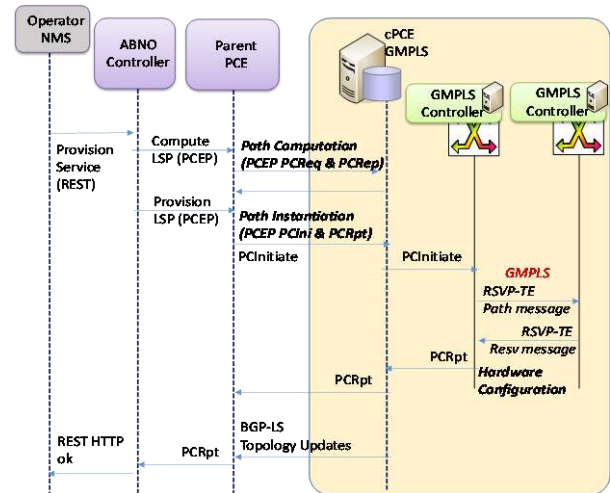 Operator
NMS
ABNO
Controller
Parent
PCE
cPCE
GMPLS
GMPLS
Controller
GMPLS
Controller
Provision
Service
(REST)
Compute
LSP (PCEP)
Path Computation
(PCEP PCReq & PCRep)
Provision
LSP (PCEP)
Path Instantiation
(PCEP PCIni & PCRpt)
PCInitiate
PCInitiate
GMPLS
RSVP-TE
Path message
RSVP-TE
Resv message
PCRpt
Hardware
Configuration
PCRpt
BGP-LS
Topology Updates
PCRpt
REST HTTP
ok